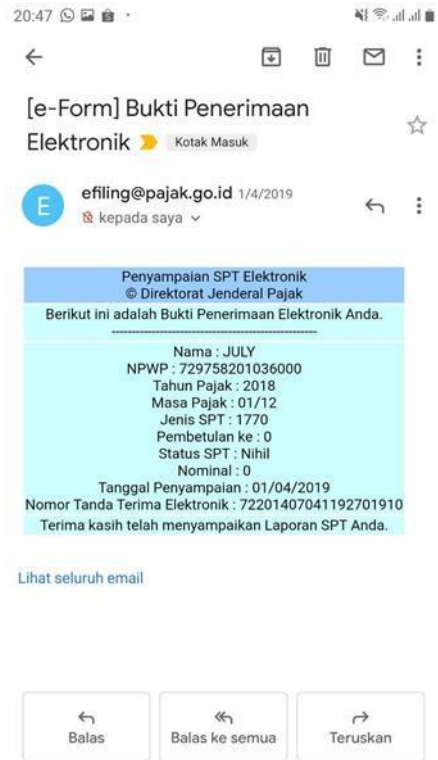 20:47
[e-Form] Bukti Penerimaan
Elektronik Kotak Masuk
E
efiling@pajak.go.id 1/4/2019
kepada saya
Penyampaian SPT Elektronik
© Direktorat Jenderal Pajak
Berikut ini adalah Bukti Penerimaan Elektronik Anda.
------------------------------------------------
Nama : JULY
NPWP : 729758201036000
Tahun Pajak : 2018
Masa Pajak : 01/12
Jenis SPT : 1770
Pembetulan ke : 0
Status SPT : Nihil
Nominal : 0
Tanggal Penyampaian : 01/04/2019
Nomor Tanda Terima Elektronik : 72201407041192701910
Terima kasih telah menyampaikan Laporan SPT Anda.
Lihat seluruh email
Balas
Balas ke semua
Teruskan